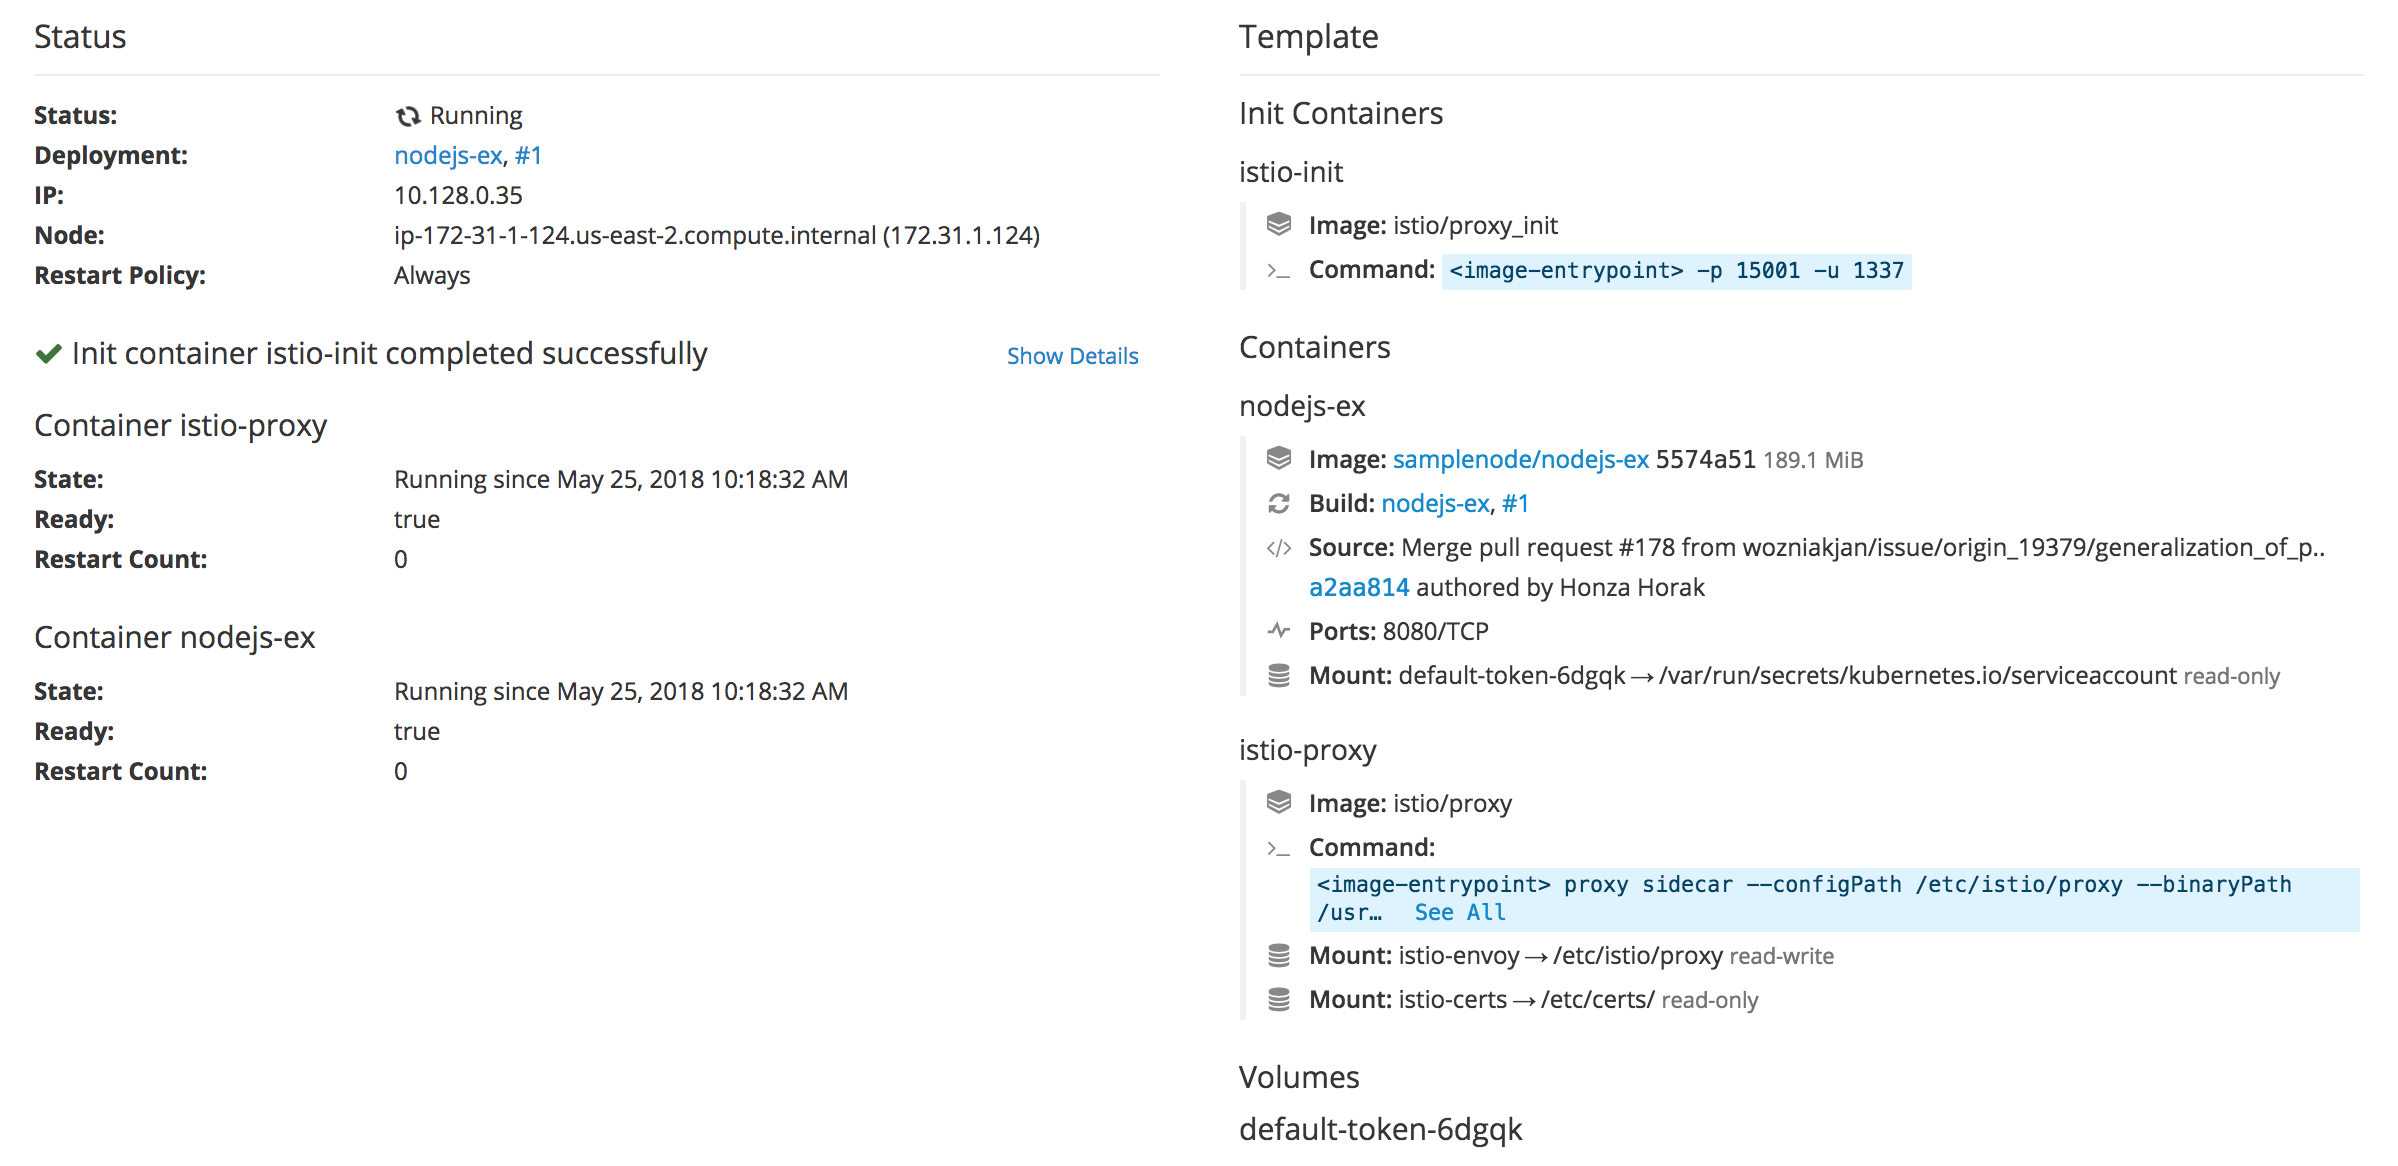 Status
Status: Running
Deployment: nodejs-ex, #1
IP: 10.128.0.35
Node: ip-172-31-1-124.us-east-2.compute.internal (172.31.1.124)
Restart Policy: Always
Init container istio-init completed successfully Show Details
Container istio-proxy
State: Running since May 25, 2018 10:18:32 AM
Ready: true
Restart Count: 0
Container nodejs-ex
State: Running since May 25, 2018 10:18:32 AM
Ready: true
Restart Count: 0
Template
Init Containers
istio-init
Image: istio/proxy_init
Command: <image-entrypoint> -p 15001 -u 1337
Containers
nodejs-ex
Image: samplenode/nodejs-ex 5574a51 189.1 MiB
Build: nodejs-ex, #1
Source: Merge pull request #178 from wozniakjan/issue/origin_19379/generalization_of_p..
a2aa814 authored by Honza Horak
Ports: 8080/TCP
Mount: default-token-6dgqk→/var/run/secrets/kubernetes.io/serviceaccount read-only
istio-proxy
Image: istio/proxy
Command:
<image-entrypoint> proxy sidecar --configPath /etc/istio/proxy --binaryPath
/usr… See All
Mount: istio-envoy→/etc/istio/proxy read-write
Mount: istio-certs→/etc/certs/ read-only
Volumes
default-token-6dgqk